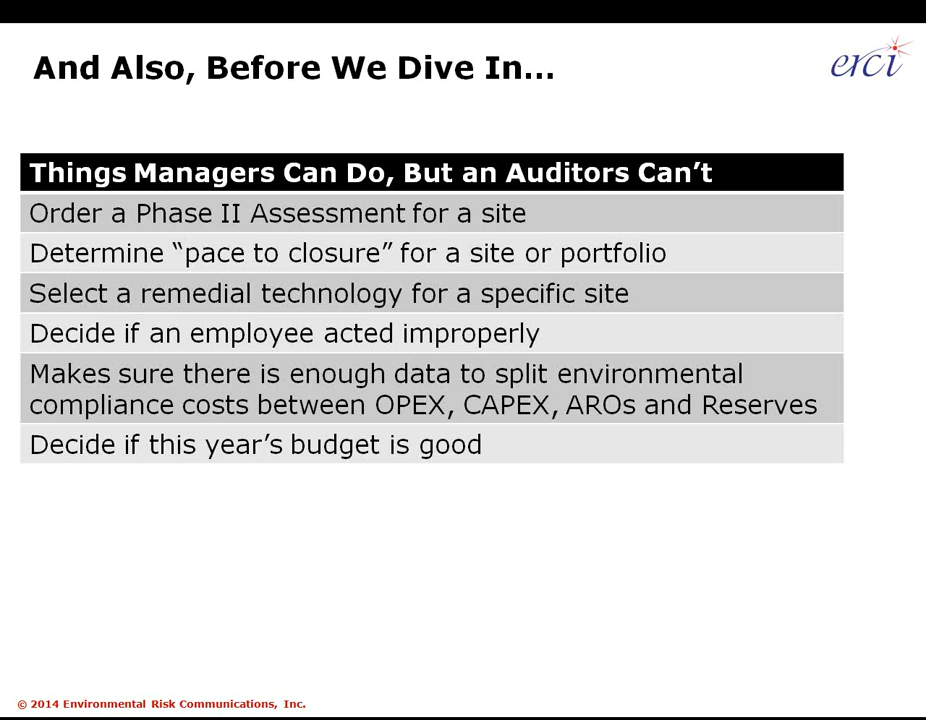 And Also, Before We Dive In…
erci
Things Managers Can Do, But an Auditors Can’t
Order a Phase II Assessment for a site
Determine “pace to closure” for a site or portfolio
Select a remedial technology for a specific site
Decide if an employee acted improperly
Makes sure there is enough data to split environmental
compliance costs between OPEX, CAPEX, AROs and Reserves
Decide if this year’s budget is good
© 2014 Environmental Risk Communications, Inc.